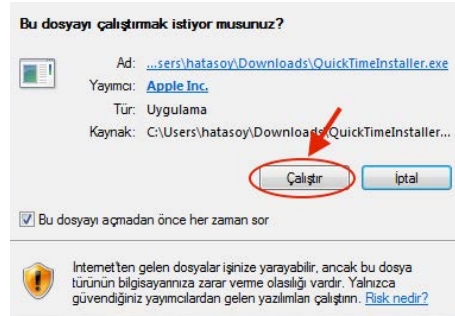 Bu dosyayı çalıştırmak istiyor musunuz?
Ad: ...sers\hatasoy\Downloads\QuickTimeInstaller.exe
Yayımcı: Apple Inc.
Tür: Uygulama
Kaynak: C:\Users\hatasoy\Downloads\QuickTimeInstaller...
Çalıştır İptal
Bu dosyayı açmadan önce her zaman sor
Internet'ten gelen dosyalar işinize yarayabilir, ancak bu dosya
türünün bilgisayarınıza zarar verme olasılığı vardır. Yalnızca
güvendiğiniz yayımcılardan gelen yazılımları çalıştırın. Risk nedir?